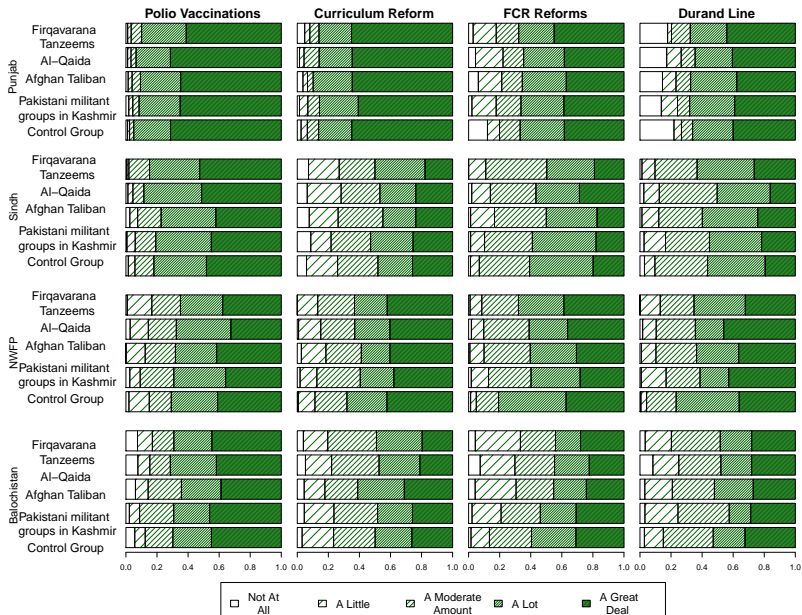 Polio Vaccinations Curriculum Reform FCR Reforms Durand Line
Punjab
Firqavarana
Tanzeems
Al−Qaida
Afghan Taliban
Pakistani militant
groups in Kashmir
Control Group
Sindh
Firqavarana
Tanzeems
Al−Qaida
Afghan Taliban
Pakistani militant
groups in Kashmir
Control Group
NWFP
Firqavarana
Tanzeems
Al−Qaida
Afghan Taliban
Pakistani militant
groups in Kashmir
Control Group
Balochistan
Firqavarana
Tanzeems
Al−Qaida
Afghan Taliban
Pakistani militant
groups in Kashmir
Control Group
0.0 0.2 0.4 0.6 0.8 1.0 0.0 0.2 0.4 0.6 0.8 1.0 0.0 0.2 0.4 0.6 0.8 1.0 0.0 0.2 0.4 0.6 0.8 1.0
Not At
All
A Little
A Moderate
Amount
A Lot
A Great
Deal